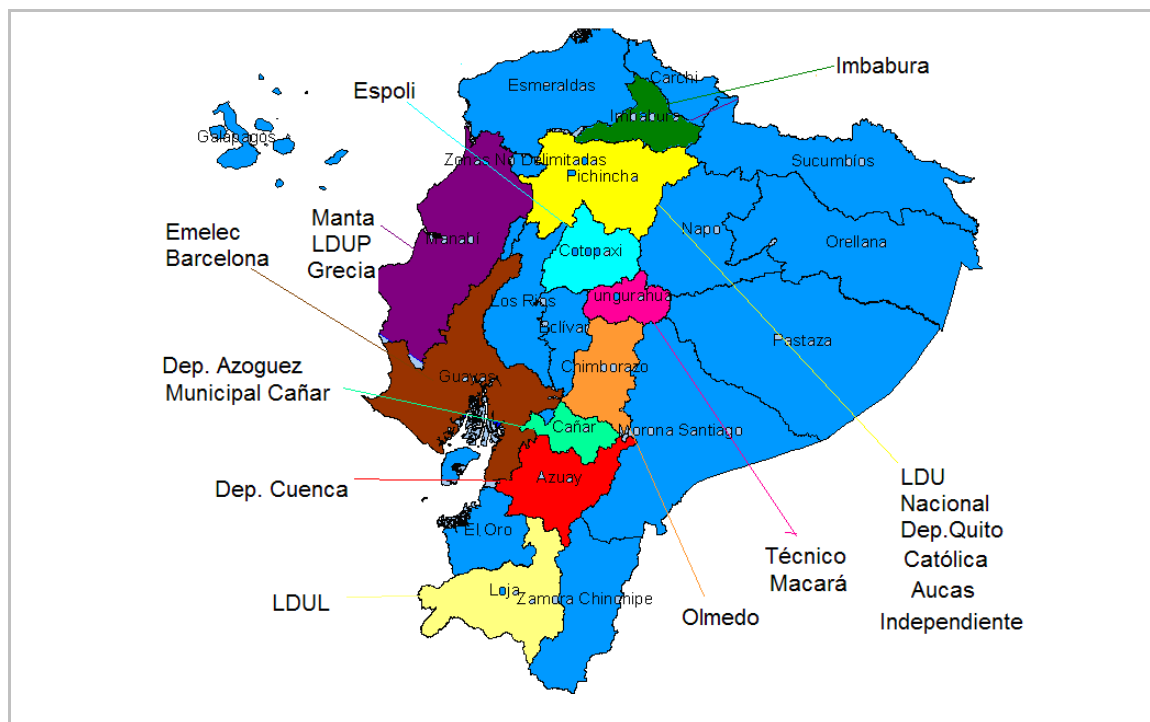 Imbabura
Carchi
Esmeraldas
Espoli
Imbabura
Galápagos
Zonas No Delimitadas
Sucumbíos
Pichincha
Manta
LDUP
Grecia
Emelec
Barcelona
Manabí
Napo
Orellana
Cotopaxi
Tungurahua
Los Ríos
Bolívar
Pastaza
Dep. Azoguez
Municipal Cañar
Guayas
Chimborazo
Cañar
Morona Santiago
Dep. Cuenca
Azuay
LDU
Nacional
Dep.Quito
Católica
Aucas
Independiente
El Oro
Técnico
Macará
LDUL
Loja
Zamora Chinchipe
Olmedo